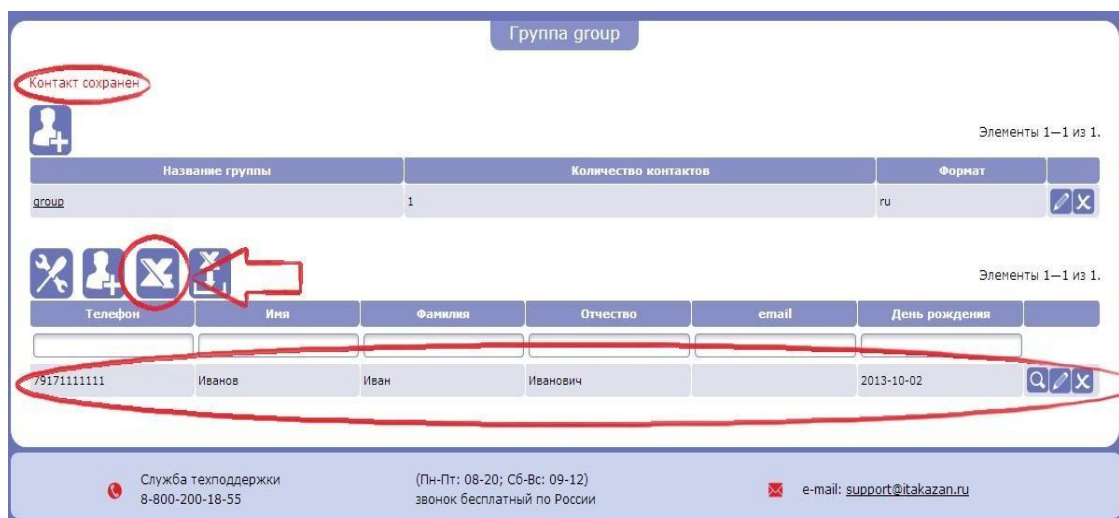 Группа group
Контакт сохранен
Элементы 1—1 из 1.
Название группы Количество контактов Формат
group 1 ru
Элементы 1—1 из 1.
Телефон Имя Фамилия Отчество email День рождения
79171111111 Иванов Иван Иванович 2013-10-02
Служба техподдержки (Пн-Пт: 08-20; Сб-Вс: 09-12)
8-800-200-18-55 звонок бесплатный по России
e-mail: support@itakazan.ru